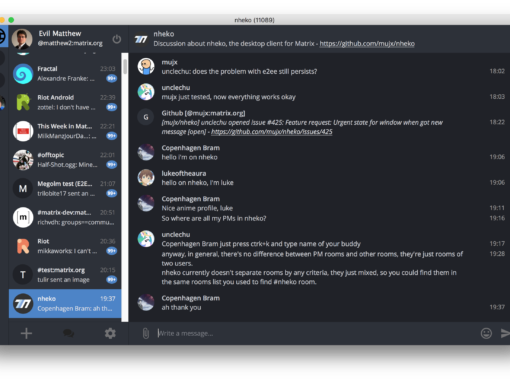 nheko (11089)
Evil Matthew
@matthew2:matrix.org
Fractal 23:03
Alexandre Franke: ...
Riot Android 22:39
zottel: I don't have ...
This Week In Mat... 22:21
MilkManzJourDa...:
#offtopic 22:01
Half-Shot.ogg: Mine...
Megolm test (E2E... 21:07
trilobite17 sent an ...
#matrix-dev:mat... 20:51
richvdh: groups==commu...
Riot 20:36
mikkaworks: I can't ...
#test:matrix.org 20:15
tulir sent an image
nheko 19:37
Copenhagen Bram: ah th...
nheko
Discussion about nheko, the desktop client for Matrix - https://github.com/mujx/nheko
mujx
unclechu: does the problem with e2ee still persists? 18:02
unclechu
mujx just tested, now everything works okay 18:03
G
Github [@mujx:matrix.org]
[mujx/nheko] unclechu opened issue #425: Feature request: Urgent state for window when got new 18:22
message [open] - https://github.com/mujx/nheko/issues/425
Copenhagen Bram
hello I'm on nheko 19:06
lukeoftheaura
hello on nheko, I'm luke 19:06
Copenhagen Bram
Nice anime profile, luke 19:11
So where are all my PMs in nheko? 19:16
unclechu
Copenhagen Bram just press ctrl+k and type name of your buddy 19:17
anyway, in general, there's no difference between PM rooms and other rooms, they're just rooms of 19:28
two users.
nheko currently doesn't separate rooms by any criteria, they just mixed, so you could find them in
the same rooms list you used to find #nheko room.
Copenhagen Bram
ah thank you 19:37
Write a message...